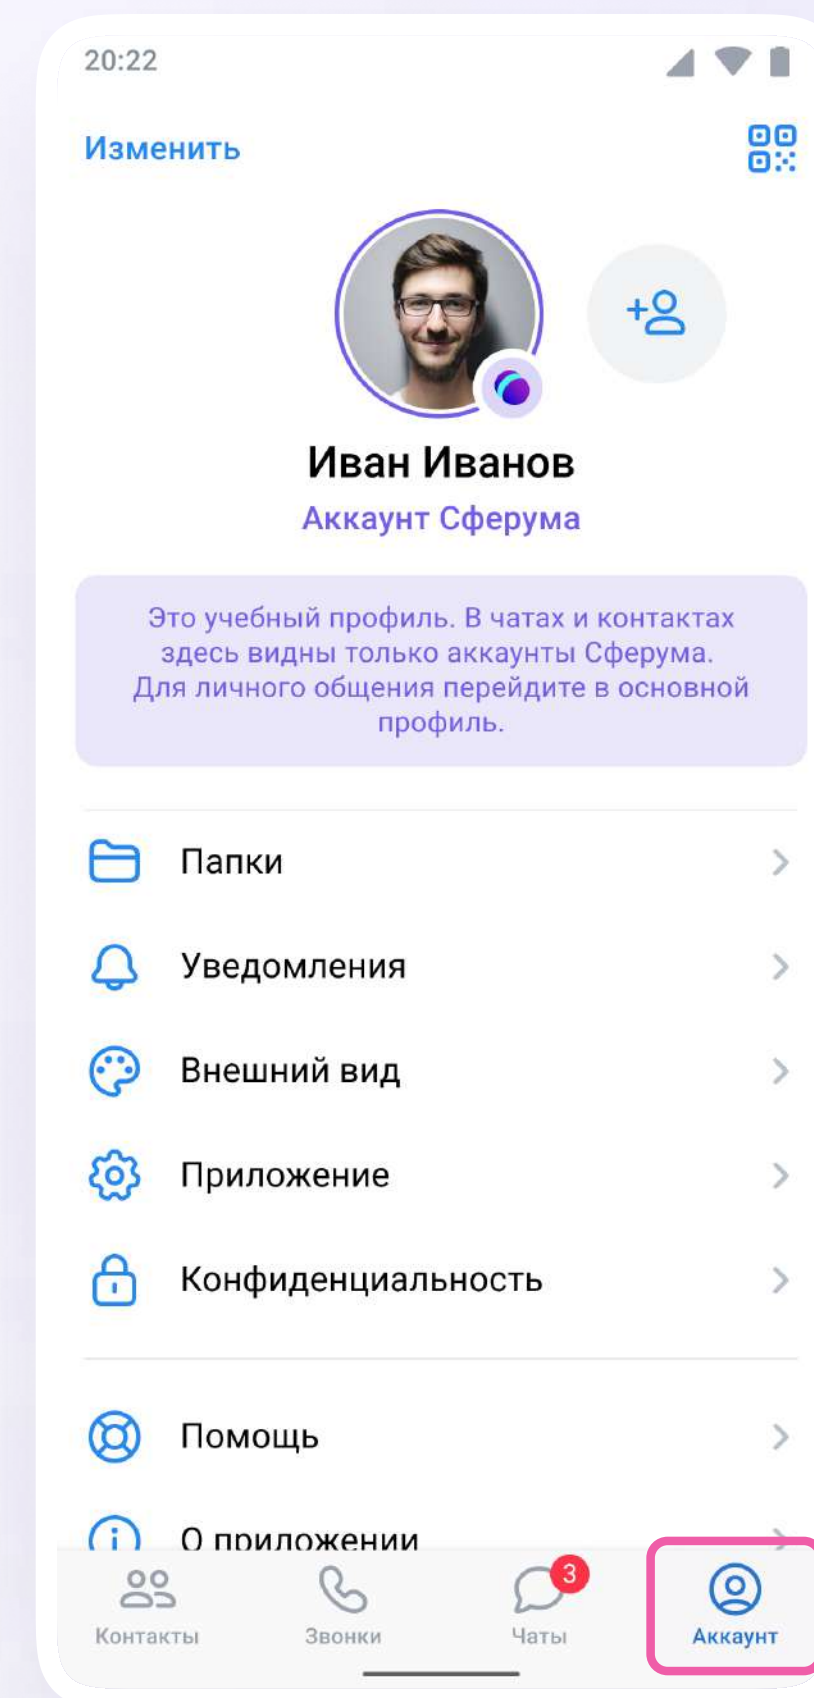 20:22
Изменить
Иван Иванов
Аккаунт Сферума
Это учебный профиль. В чатах и контактах
здесь видны только аккаунты Сферума.
Для личного общения перейдите в основной
профиль.
Папки
Уведомления
Внешний вид
Приложение
Конфиденциальность
Помощь
О приложении
3
Контакты Звонки Чаты Аккаунт